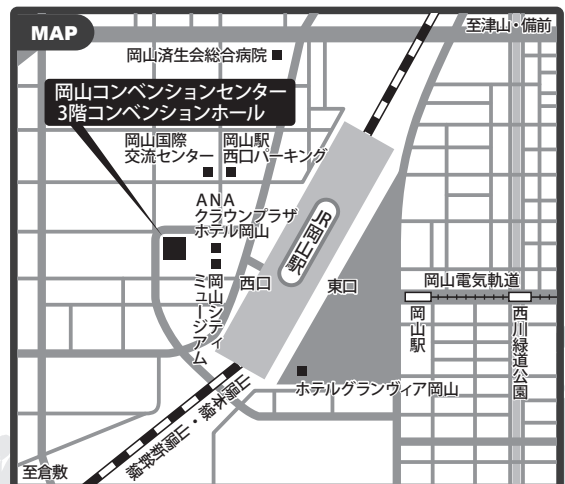 MAP
至津山・備前
岡山済生会総合病院
岡山コンベンションセンター
3階コンベンションホール
岡山国際
交流センター
岡山駅
西口パーキング
ANA
クラウンプラザ
ホテル岡山
JR岡山駅
西口
東口
岡山シティ
ミュージアム
岡山電気軌道
岡山駅
西川緑道公園
ホテルグランヴィア岡山
山陽本線・山陽新幹線
至倉敷